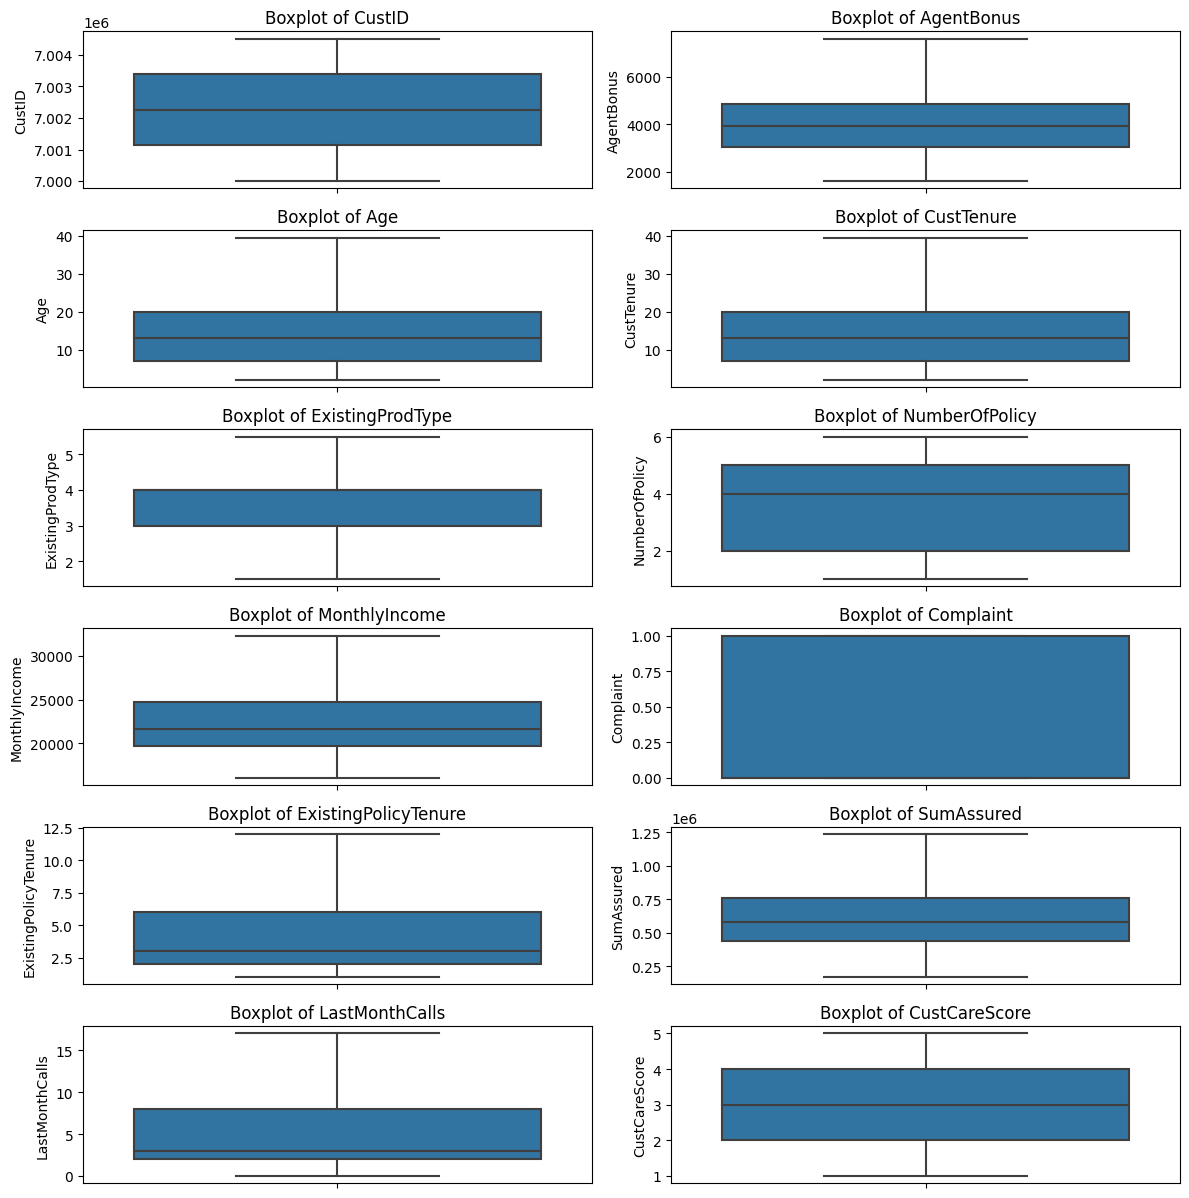 Boxplot of CustID
1e6
7.004
7.003
7.002
7.001
7.000
CustID
Boxplot of AgentBonus
6000
4000
2000
AgentBonus
Boxplot of Age
40
30
20
10
Age
Boxplot of CustTenure
40
30
20
10
CustTenure
Boxplot of ExistingProdType
5
4
3
2
ExistingProdType
Boxplot of NumberOfPolicy
6
4
2
NumberOfPolicy
Boxplot of MonthlyIncome
30000
25000
20000
MonthlyIncome
Boxplot of Complaint
1.00
0.75
0.50
0.25
0.00
Complaint
Boxplot of ExistingPolicyTenure
12.5
10.0
7.5
5.0
2.5
ExistingPolicyTenure
Boxplot of SumAssured
1e6
1.25
1.00
0.75
0.50
0.25
SumAssured
Boxplot of LastMonthCalls
15
10
5
0
LastMonthCalls
Boxplot of CustCareScore
5
4
3
2
1
CustCareScore